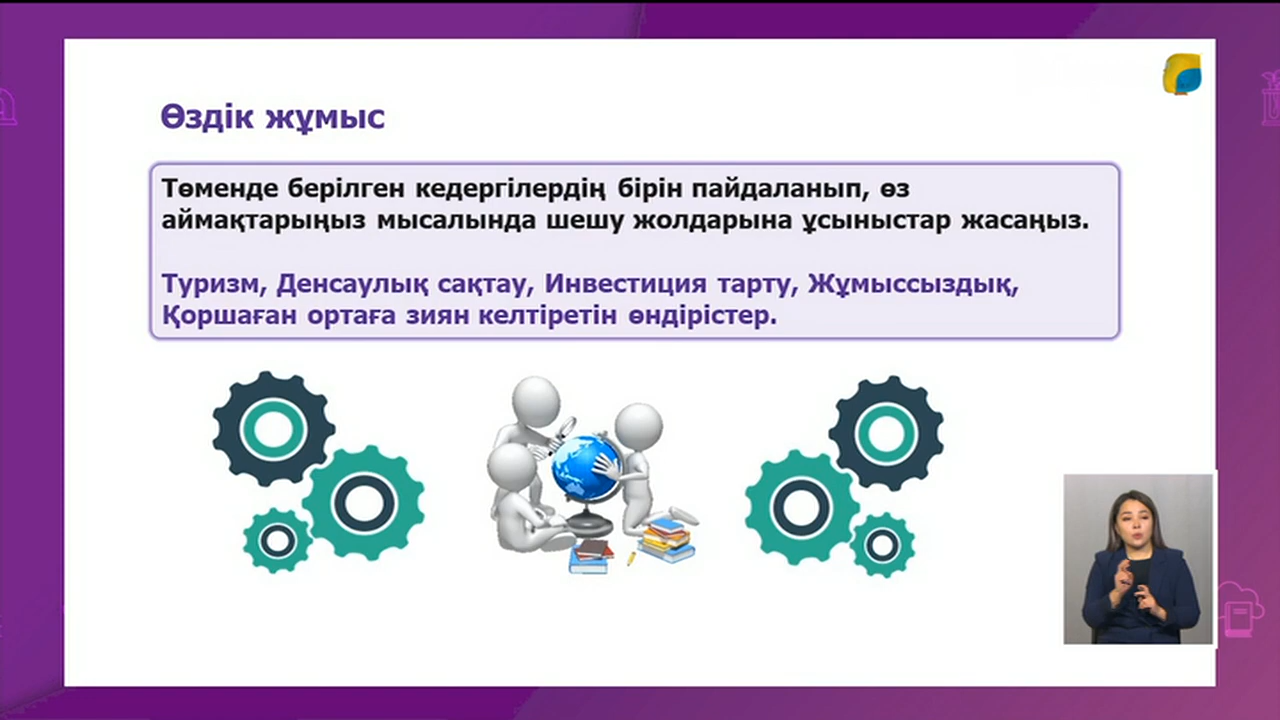 Өздік жұмыс
Төменде берілген кедергілердің бірін пайдаланып, өз
аймақтарыңыз мысалында шешу жолдарына ұсыныстар жасаңыз.
Туризм, Денсаулық сақтау, Инвестиция тарту, Жұмыссыздық,
Қоршаған ортаға зиян келтіретін өндірістер.